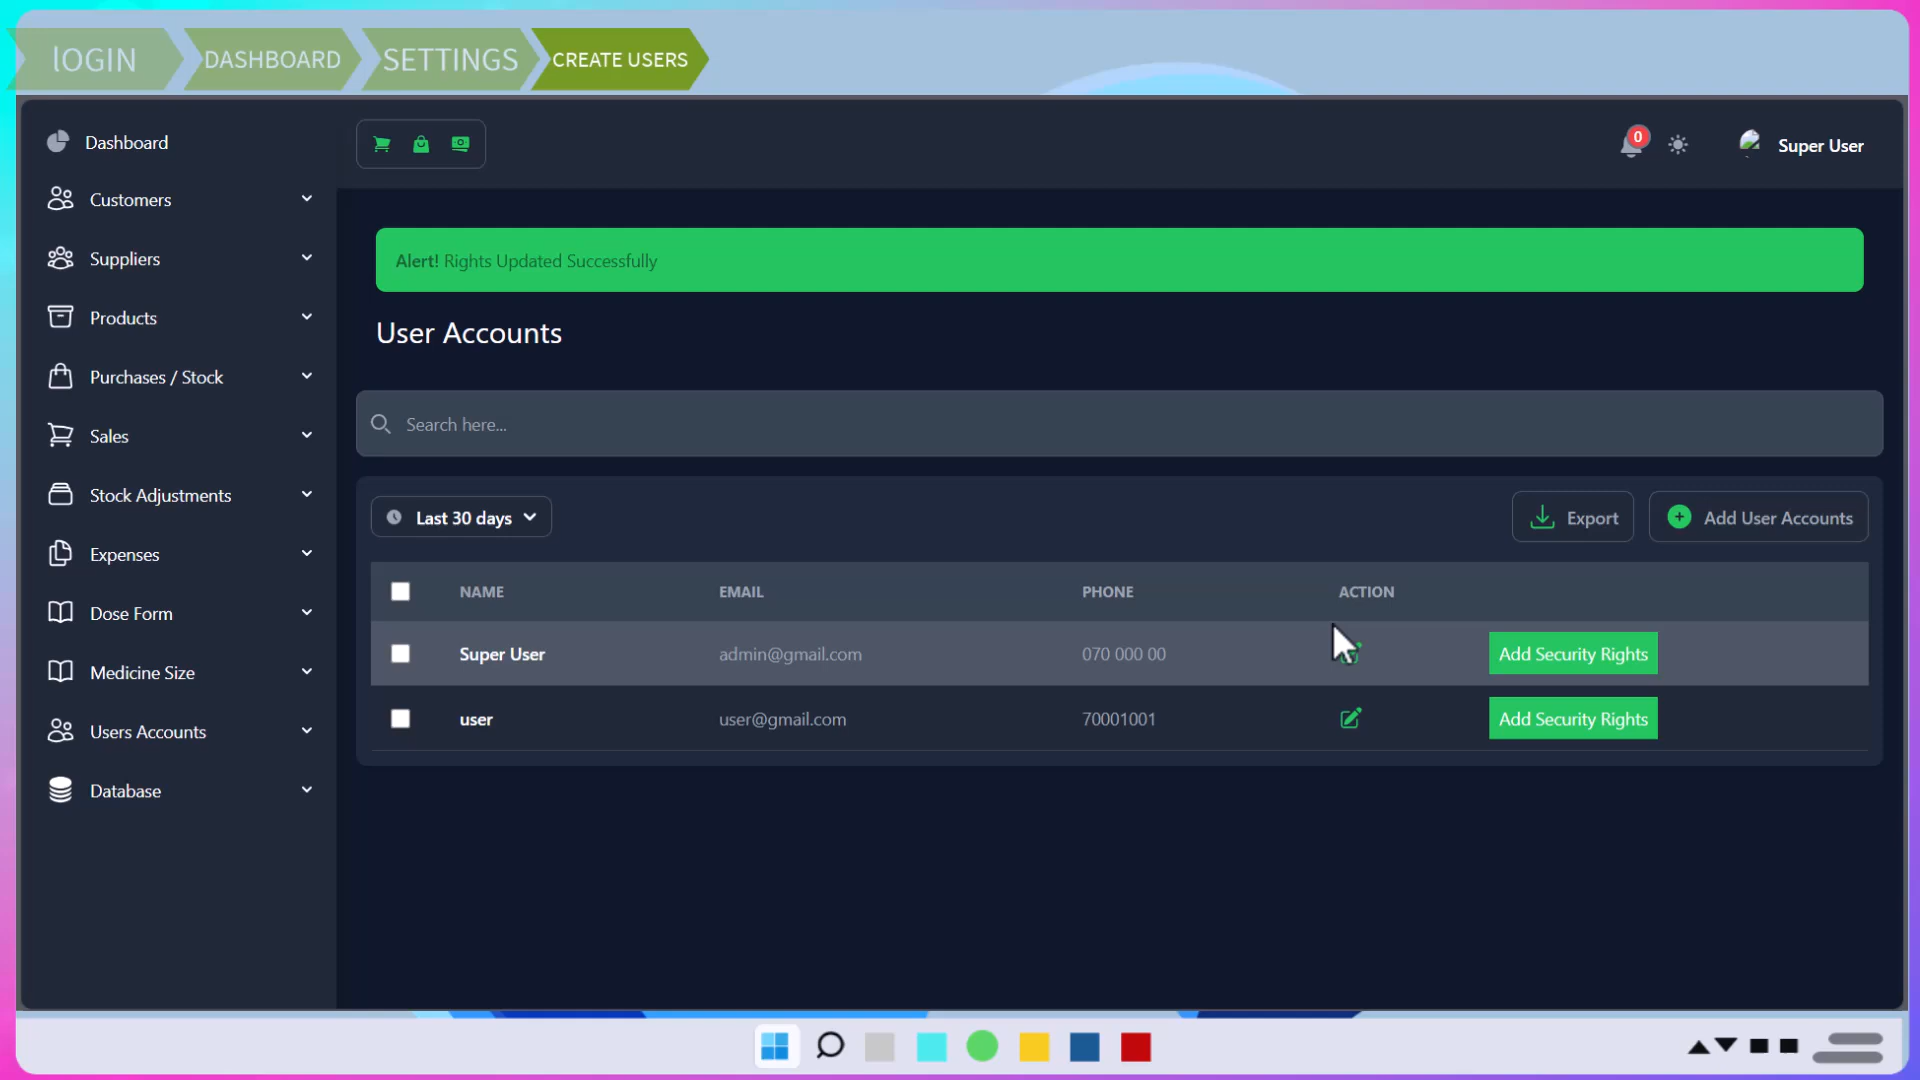 lOGIN
DASHBOARD
SETTINGS
CREATE USERS
Dashboard
Customers
Suppliers
Products
Purchases / Stock
Sales
Stock Adjustments
Expenses
Dose Form
Medicine Size
Users Accounts
Database
0
Super User
Alert! Rights Updated Successfully
User Accounts
Search here...
Last 30 days
Export
Add User Accounts
NAME EMAIL PHONE ACTION
Super User admin@gmail.com 070 000 00 Add Security Rights
user user@gmail.com 70001001 Add Security Rights